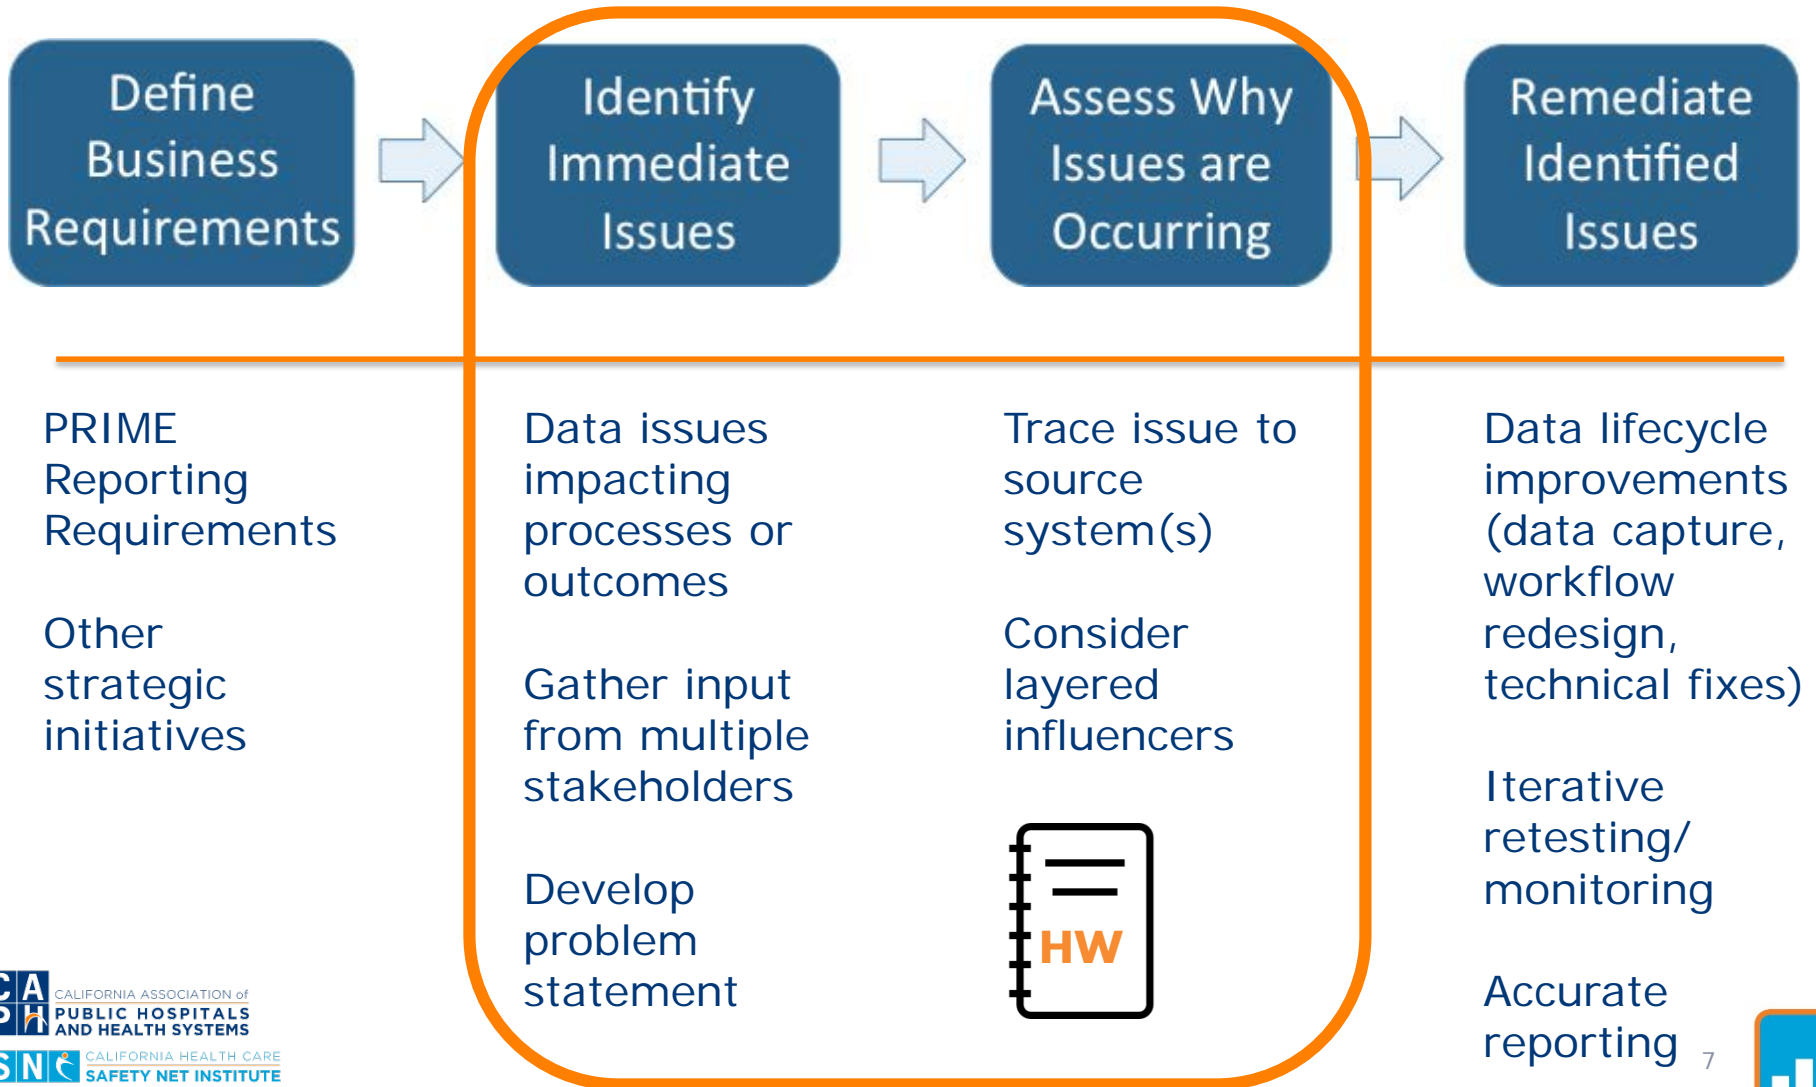 Define
Business
Requirements
Identify
Immediate
Issues
Assess Why
Issues are
Occurring
Remediate
Identified
Issues
PRIME
Reporting
Requirements
Other
strategic
initiatives
Data issues
impacting
processes or
outcomes
Gather input
from multiple
stakeholders
Develop
problem
statement
Trace issue to
source
system(s)
Consider
layered
influencers
HW
Data lifecycle
improvements
(data capture,
workflow
redesign,
technical fixes)
Iterative
retesting/
monitoring
Accurate
reporting
CA
PH
CALIFORNIA ASSOCIATION of
PUBLIC HOSPITALS
AND HEALTH SYSTEMS
SN
CALIFORNIA HEALTH CARE
SAFETY NET INSTITUTE
7